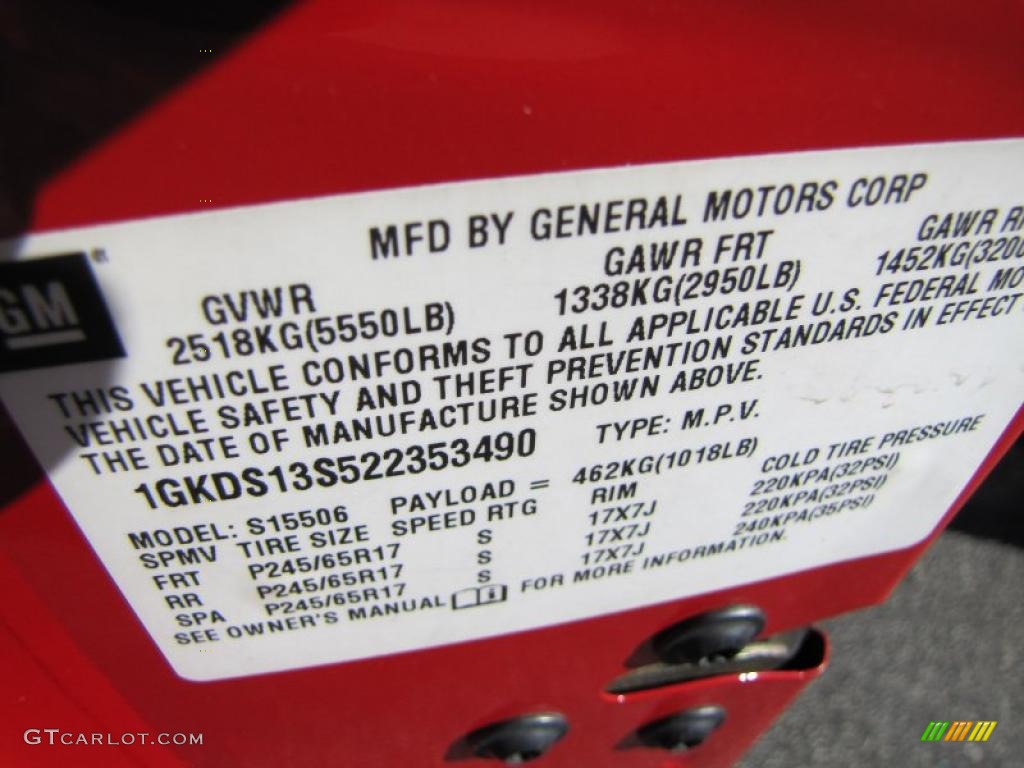 MFD BY GENERAL MOTORS CORP
GM
GVWR GAWR FRT GAWR
2518KG(5550LB) 1338KG(2950LB) 1452KG(3200
THIS VEHICLE CONFORMS TO ALL APPLICABLE U.S. FEDERAL MO
VEHICLE SAFETY AND THEFT PREVENTION STANDARDS IN EFFECT
THE DATE OF MANUFACTURE SHOWN ABOVE.
1GKDS13S522353490 TYPE: M.P.V.
MODEL: S15506 PAYLOAD = 462KG(1018LB)
SPMV TIRE SIZE SPEED RTG RIM COLD TIRE PRESSURE
FRT P245/65R17 S 17X7J 220KPA(32PSI)
RR P245/65R17 S 17X7J 220KPA(32PSI)
SPA P245/65R17 S 17X7J 240KPA(35PSI)
SEE OWNER'S MANUAL FOR MORE INFORMATION.
GTCARLOT.COM